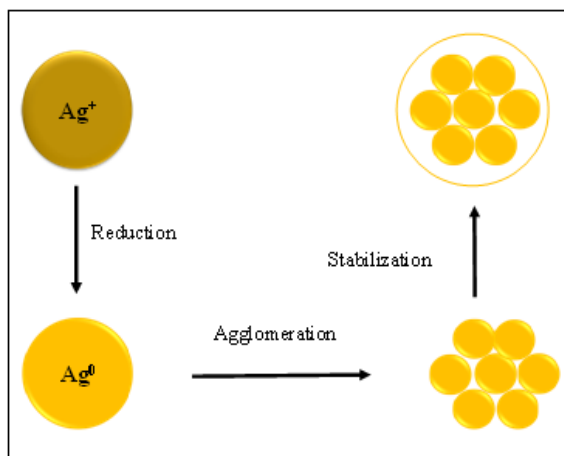 Ag⁺
Reduction
Stabilization
Agglomeration
Ag⁰